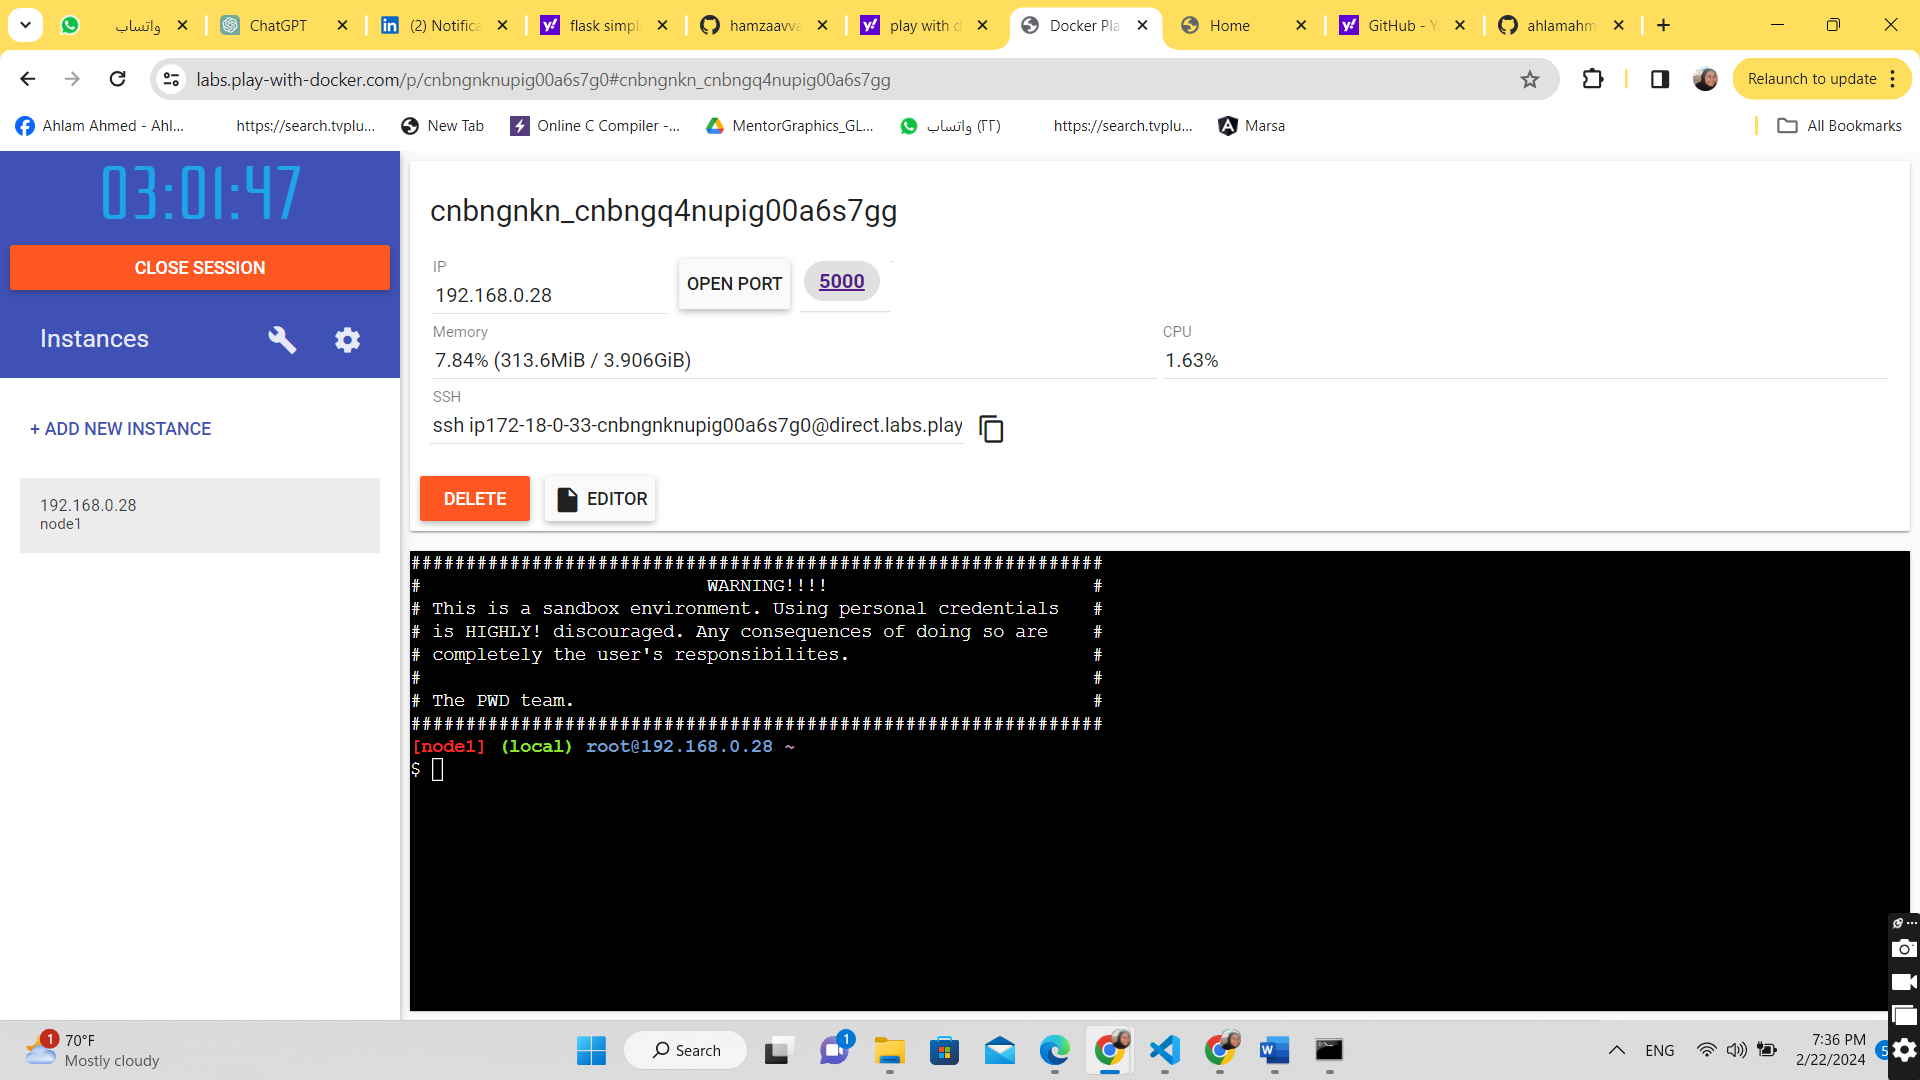 واتساب
ChatGPT
(2) Notifica
flask simple
hamzaavva
play with d
Docker Pla
Home
GitHub - Y
ahlamahm
labs.play-with-docker.com/p/cnbngnknupig00a6s7g0#cnbngnkn_cnbngq4nupig00a6s7gg
Relaunch to update
Ahlam Ahmed - Ahl...
https://search.tvplu...
New Tab
Online C Compiler -...
MentorGraphics_GL...
(٢٢) واتساب
https://search.tvplu...
Marsa
All Bookmarks
03:01:47
CLOSE SESSION
Instances
+ ADD NEW INSTANCE
192.168.0.28
node1
cnbngnkn_cnbngq4nupig00a6s7gg
IP
192.168.0.28
OPEN PORT
5000
Memory
7.84% (313.6MiB / 3.906GiB)
CPU
1.63%
SSH
ssh ip172-18-0-33-cnbngnknupig00a6s7g0@direct.labs.play
DELETE
EDITOR
###############################################################
# WARNING!!!! #
# This is a sandbox environment. Using personal credentials #
# is HIGHLY! discouraged. Any consequences of doing so are #
# completely the user's responsibilites. #
# #
# The PWD team. #
###############################################################
[node1] (local) root@192.168.0.28 ~
$
1
70°F
Mostly cloudy
Search
1
ENG
7:36 PM
2/22/2024
5